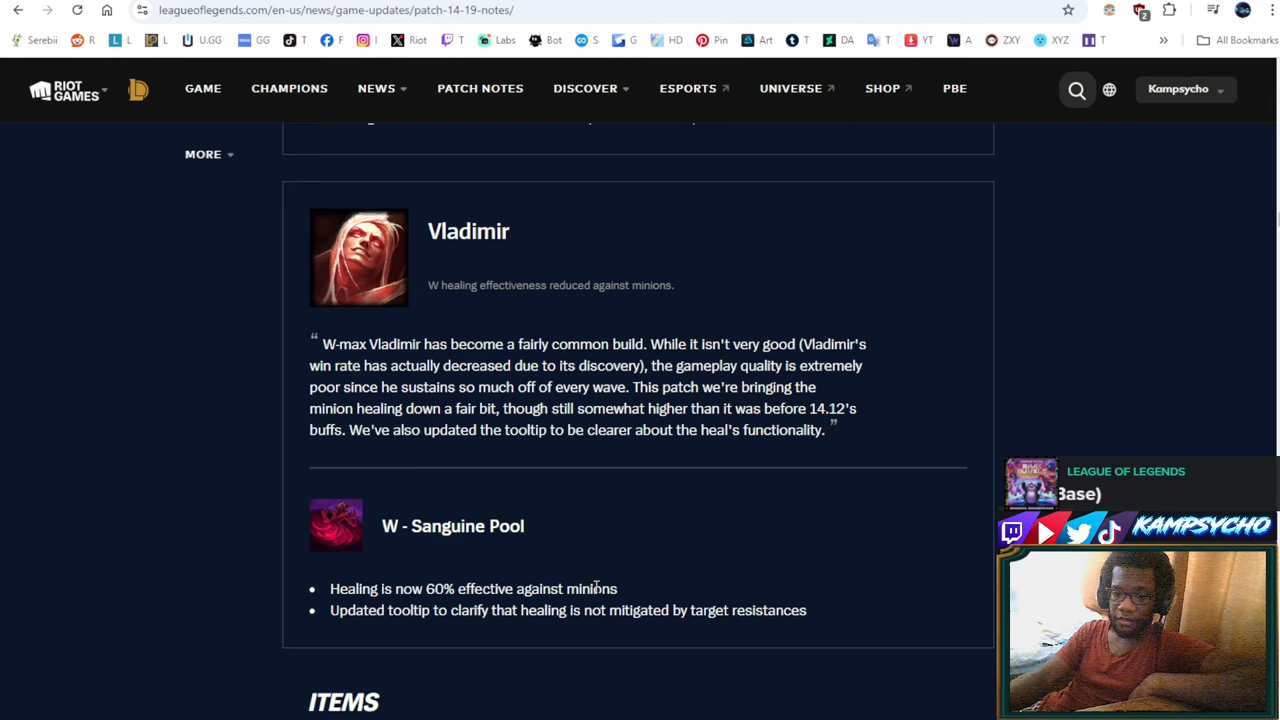 leagueoflegends.com/en-us/news/game-updates/patch-14-19-notes/
2
Serebii R L L U.GG GG T F I Riot T Labs Bot S G HD Pin Art T DA T YT A ZXY XYZ T » All Bookmarks
RIOT GAMES GAME CHAMPIONS NEWS PATCH NOTES DISCOVER ESPORTS UNIVERSE SHOP PBE Kampsycho
MORE
Vladimir
W healing effectiveness reduced against minions.
“ W-max Vladimir has become a fairly common build. While it isn't very good (Vladimir's
win rate has actually decreased due to its discovery), the gameplay quality is extremely
poor since he sustains so much off of every wave. This patch we're bringing the
minion healing down a fair bit, though still somewhat higher than it was before 14.12's
buffs. We've also updated the tooltip to be clearer about the heal's functionality. ”
LEAGUE OF LEGENDS
Base)
W - Sanguine Pool
KAMPSYCHO
• Healing is now 60% effective against minions
• Updated tooltip to clarify that healing is not mitigated by target resistances
ITEMS